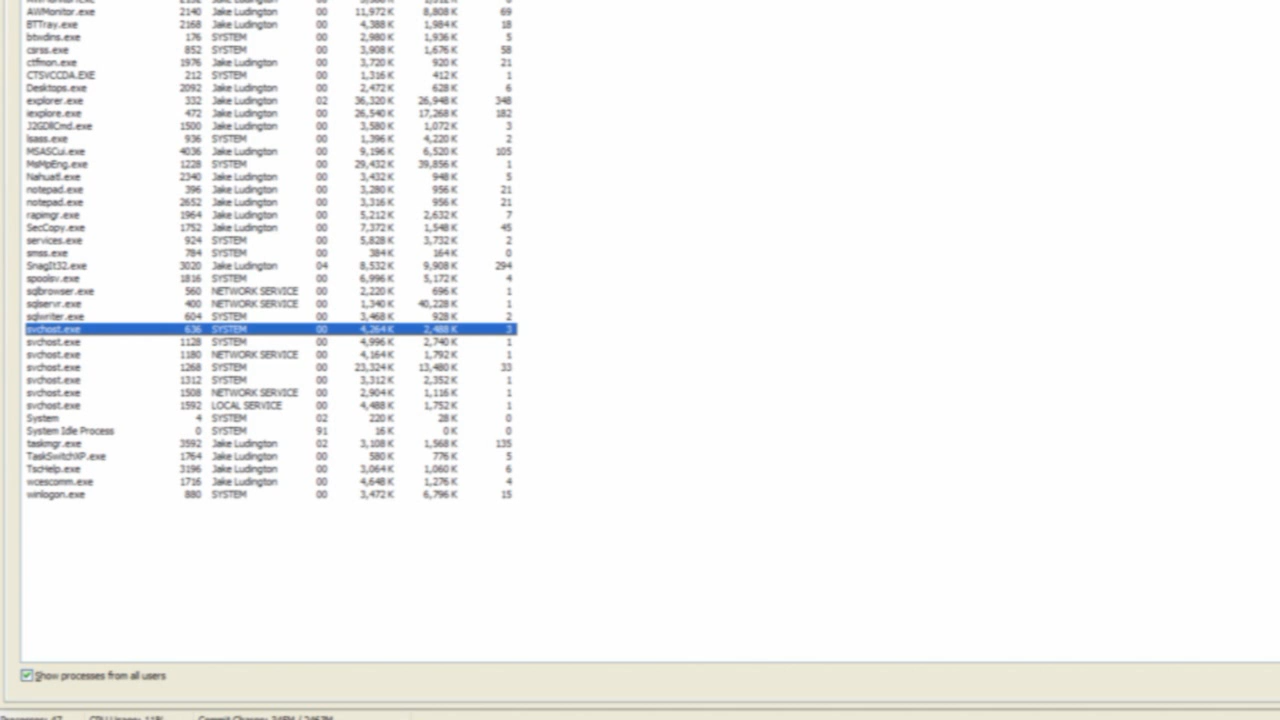 AWMonitor.exe 2140 Jake Ludington 00 11,972 K 8,808 K 69
BTTray.exe 2168 Jake Ludington 00 4,388 K 1,984 K 18
btwdins.exe 176 SYSTEM 00 2,980 K 1,936 K 5
csrss.exe 852 SYSTEM 00 3,908 K 1,676 K 58
ctfmon.exe 1976 Jake Ludington 00 3,720 K 920 K 21
CTSVCCDA.EXE 212 SYSTEM 00 1,316 K 412 K 1
Desktops.exe 2092 Jake Ludington 00 2,472 K 628 K 6
explorer.exe 332 Jake Ludington 02 36,320 K 26,948 K 348
iexplore.exe 472 Jake Ludington 00 26,540 K 17,268 K 182
J2GDllCmd.exe 1500 Jake Ludington 00 3,580 K 1,072 K 3
lsass.exe 936 SYSTEM 00 1,396 K 4,220 K 2
MSASCui.exe 4036 Jake Ludington 00 9,196 K 6,520 K 105
MsMpEng.exe 1228 SYSTEM 00 29,432 K 39,856 K 1
Nahuatl.exe 2340 Jake Ludington 00 3,432 K 948 K 5
notepad.exe 396 Jake Ludington 00 3,280 K 956 K 21
notepad.exe 2652 Jake Ludington 00 3,316 K 956 K 21
rapimgr.exe 1964 Jake Ludington 00 5,212 K 2,632 K 7
SecCopy.exe 1752 Jake Ludington 00 7,372 K 1,548 K 45
services.exe 924 SYSTEM 00 5,828 K 3,732 K 2
smss.exe 784 SYSTEM 00 384 K 164 K 0
SnagIt32.exe 3020 Jake Ludington 04 8,532 K 9,908 K 294
spoolsv.exe 1816 SYSTEM 00 6,996 K 5,172 K 4
sqlbrowser.exe 560 NETWORK SERVICE 00 2,220 K 696 K 1
sqlservr.exe 400 NETWORK SERVICE 00 1,340 K 40,228 K 1
sqlwriter.exe 604 SYSTEM 00 3,468 K 928 K 2
svchost.exe 636 SYSTEM 00 4,264 K 2,488 K 3
svchost.exe 1128 SYSTEM 00 4,996 K 2,740 K 1
svchost.exe 1180 NETWORK SERVICE 00 4,164 K 1,792 K 1
svchost.exe 1268 SYSTEM 00 23,324 K 13,480 K 33
svchost.exe 1312 SYSTEM 00 3,312 K 2,352 K 1
svchost.exe 1508 NETWORK SERVICE 00 2,904 K 1,116 K 1
svchost.exe 1592 LOCAL SERVICE 00 4,488 K 1,752 K 1
System 4 SYSTEM 02 220 K 28 K 0
System Idle Process 0 SYSTEM 91 16 K 0 K 0
taskmgr.exe 3592 Jake Ludington 02 3,108 K 1,568 K 135
TaskSwitchXP.exe 1764 Jake Ludington 00 580 K 776 K 5
TscHelp.exe 3196 Jake Ludington 00 3,064 K 1,060 K 6
wcescomm.exe 1716 Jake Ludington 00 4,648 K 1,276 K 4
winlogon.exe 880 SYSTEM 00 3,472 K 6,796 K 15
Show processes from all users